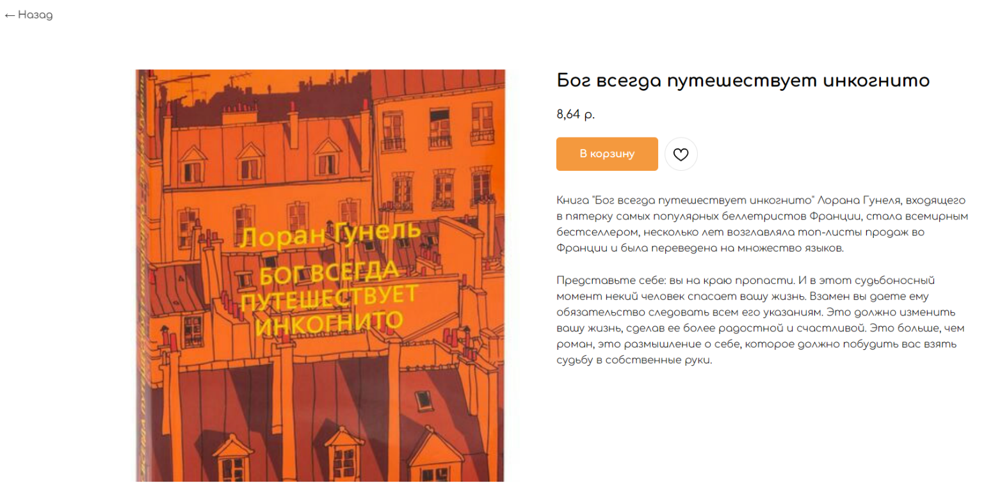 ← Назад
Бог всегда путешествует инкогнито
8,64 р.
В корзину
Книга "Бог всегда путешествует инкогнито" Лорана Гунеля, входящего
в пятерку самых популярных беллетристов Франции, стала всемирным
бестселлером, несколько лет возглавляла топ-листы продаж во
Франции и была переведена на множество языков.
Представьте себе: вы на краю пропасти. И в этот судьбоносный
момент некий человек спасает вашу жизнь. Взамен вы даете ему
обязательство следовать всем его указаниям. Это должно изменить
вашу жизнь, сделав ее более радостной и счастливой. Это больше, чем
роман, это размышление о себе, которое должно побудить вас взять
судьбу в собственные руки.
Лоран Гунель
БОГ ВСЕГДА
ПУТЕШЕСТВУЕТ
ИНКОГНИТО